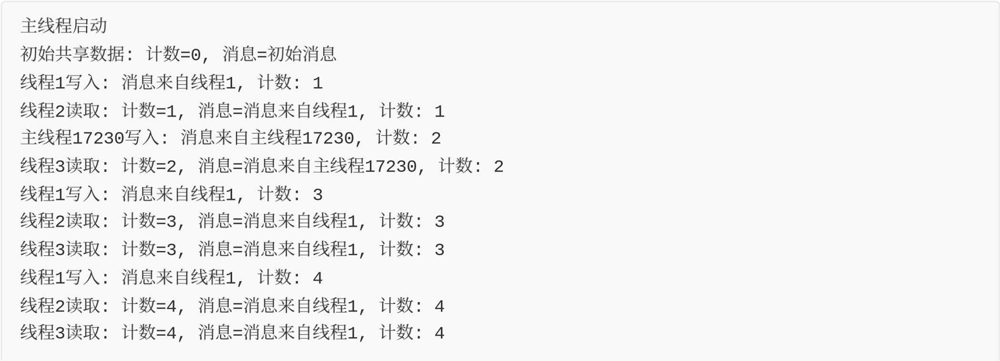 主线程启动
初始共享数据: 计数=0, 消息=初始消息
线程1写入: 消息来自线程1, 计数: 1
线程2读取: 计数=1, 消息=消息来自线程1, 计数: 1
主线程17230写入: 消息来自主线程17230, 计数: 2
线程3读取: 计数=2, 消息=消息来自主线程17230, 计数: 2
线程1写入: 消息来自线程1, 计数: 3
线程2读取: 计数=3, 消息=消息来自线程1, 计数: 3
线程3读取: 计数=3, 消息=消息来自线程1, 计数: 3
线程1写入: 消息来自线程1, 计数: 4
线程2读取: 计数=4, 消息=消息来自线程1, 计数: 4
线程3读取: 计数=4, 消息=消息来自线程1, 计数: 4